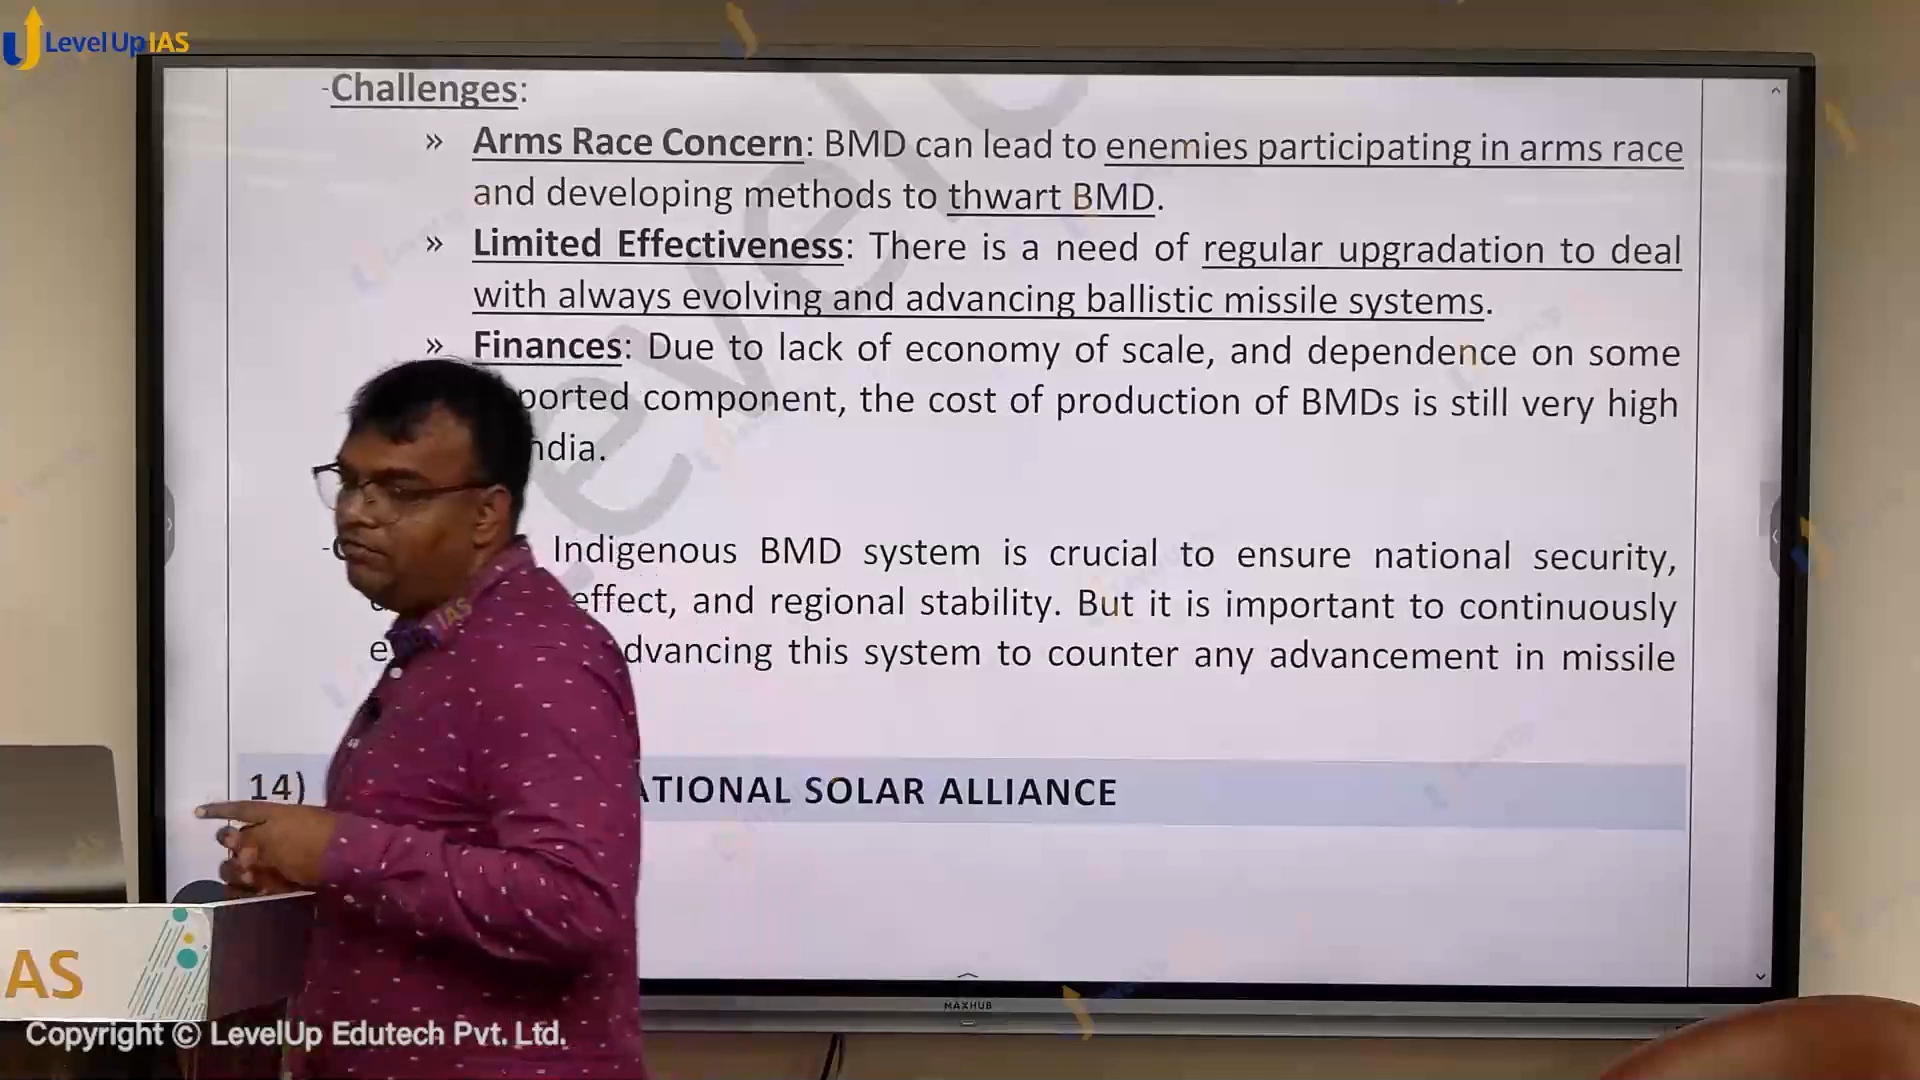 Level Up IAS
-Challenges:
» Arms Race Concern: BMD can lead to enemies participating in arms race
and developing methods to thwart BMD.
» Limited Effectiveness: There is a need of regular upgradation to deal
with always evolving and advancing ballistic missile systems.
» Finances: Due to lack of economy of scale, and dependence on some
ported component, the cost of production of BMDs is still very high
ndia.
Indigenous BMD system is crucial to ensure national security,
effect, and regional stability. But it is important to continuously
dvancing this system to counter any advancement in missile
14) ATIONAL SOLAR ALLIANCE
MAXHUB
AS
Copyright © LevelUp Edutech Pvt. Ltd.